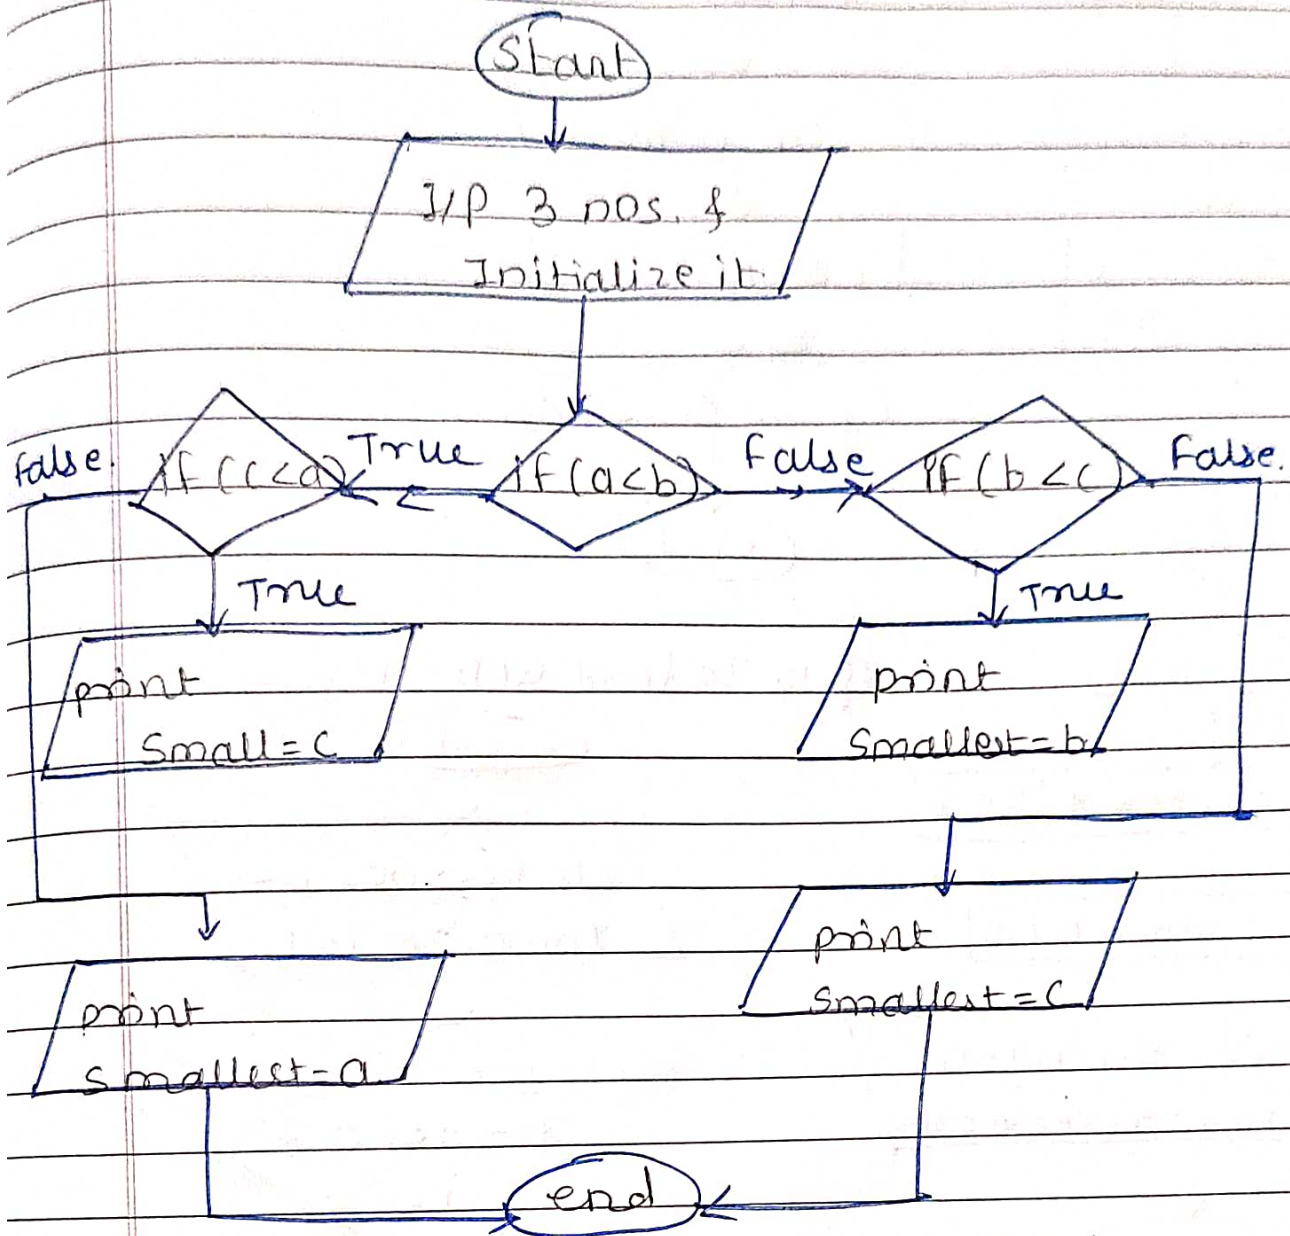 Start
I/P 3 nos. &
Initialize it.
False.
if (c<a)
True
if (a<b)
False
if (b<c)
False.
True
True
print
Small = c
print
Smallest = b
print
smallest = c
print
smallest = a
end